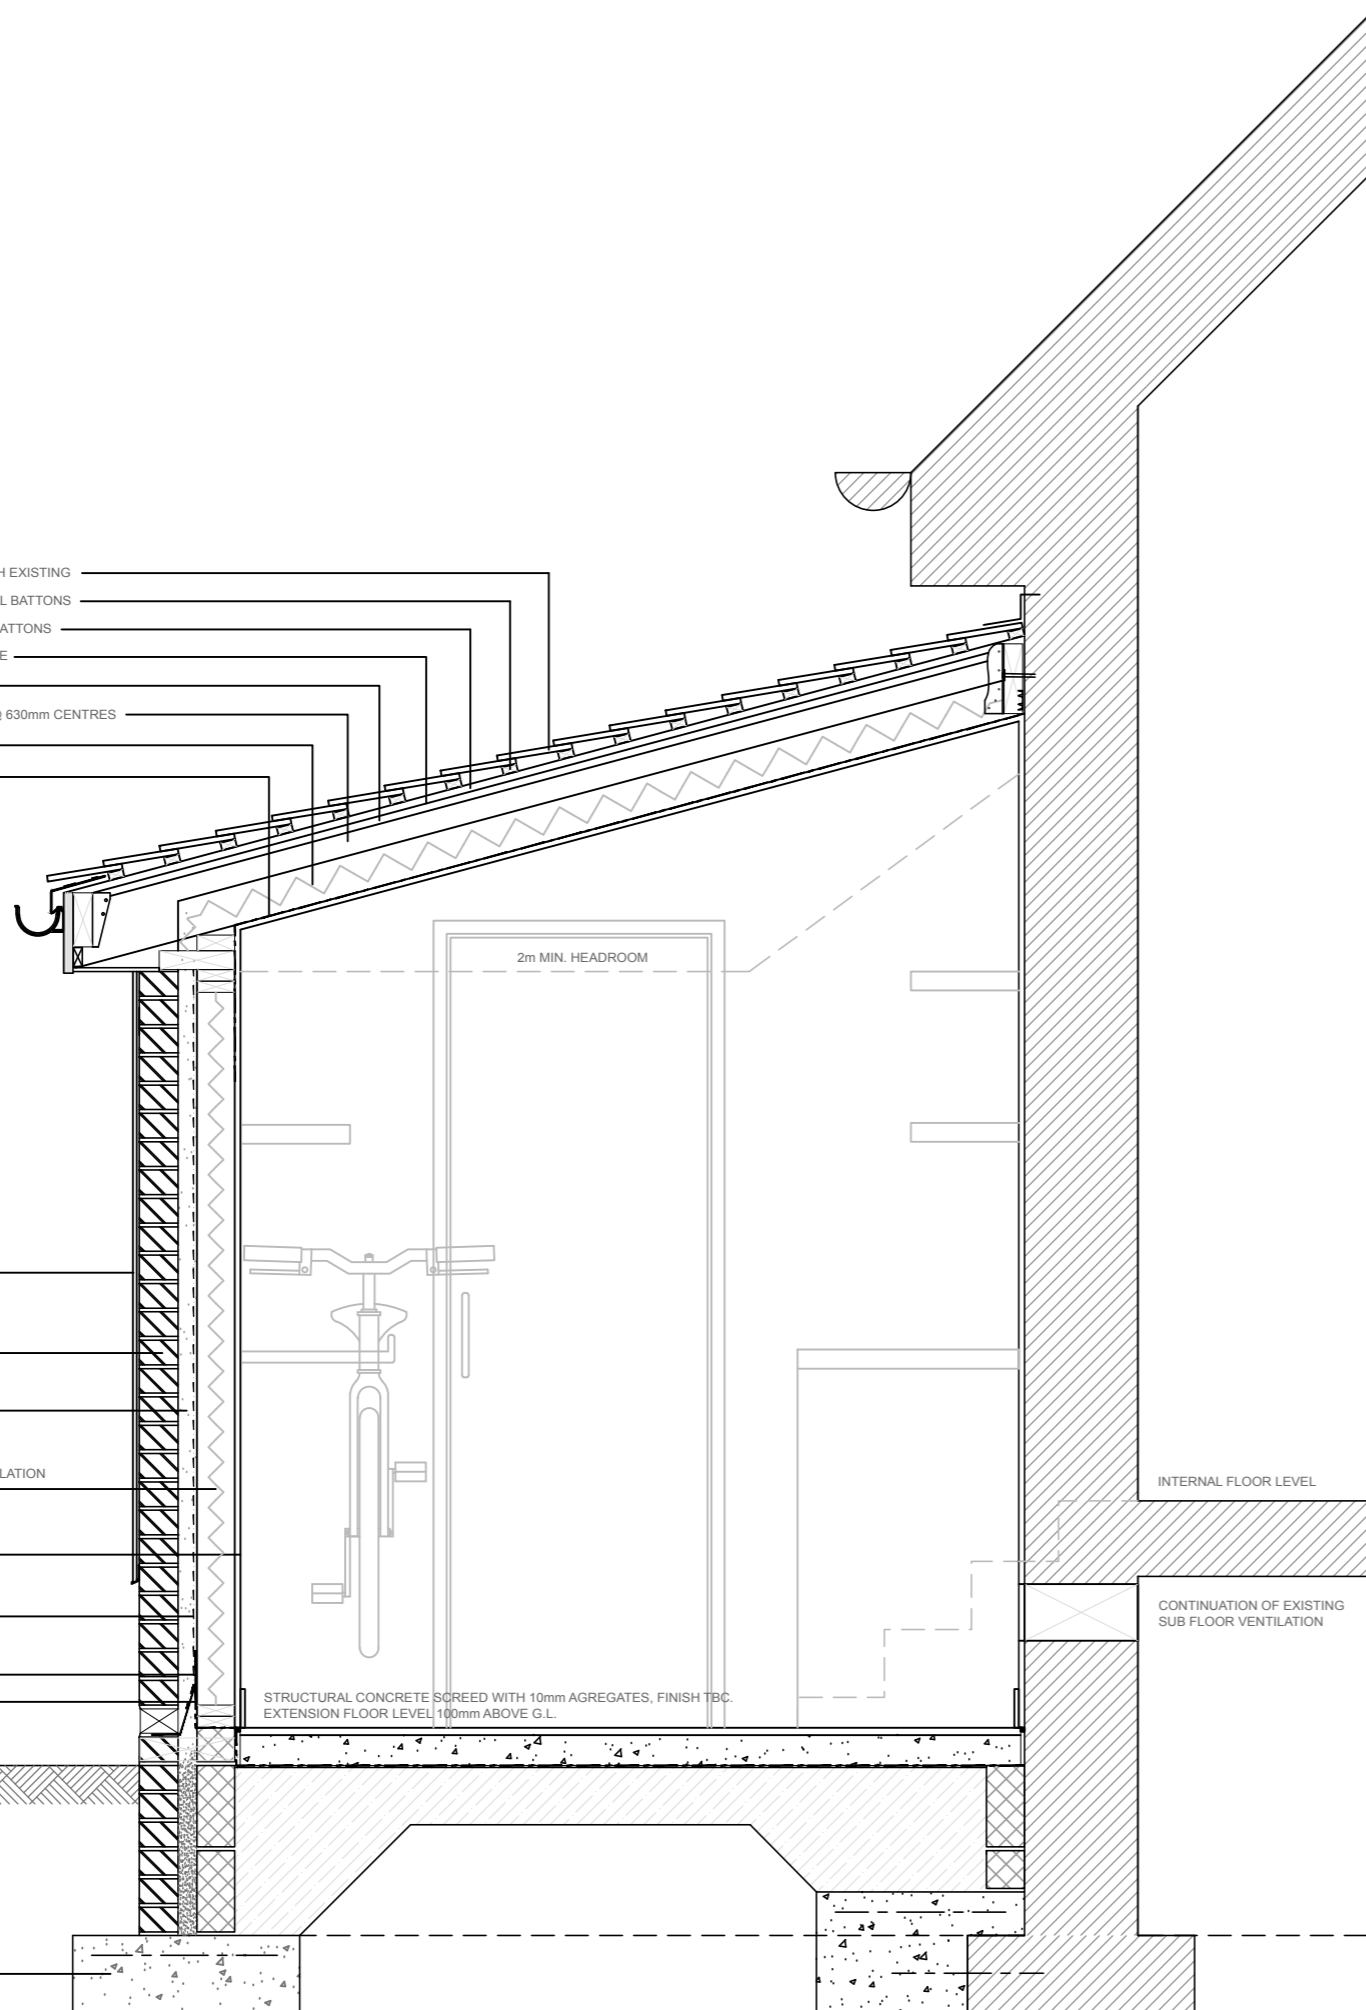 H EXISTING
L BATTONS
ATTONS
E
630mm CENTRES
2m MIN. HEADROOM
LATION
INTERNAL FLOOR LEVEL
CONTINUATION OF EXISTING
SUB FLOOR VENTILATION
STRUCTURAL CONCRETE SCREED WITH 10mm AGREGATES, FINISH TBC.
EXTENSION FLOOR LEVEL 100mm ABOVE G.L.